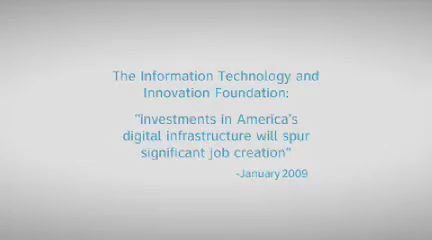 The Information Technology and
Innovation Foundation:
"investments in America's
digital infrastructure will spur
significant job creation"
-January 2009